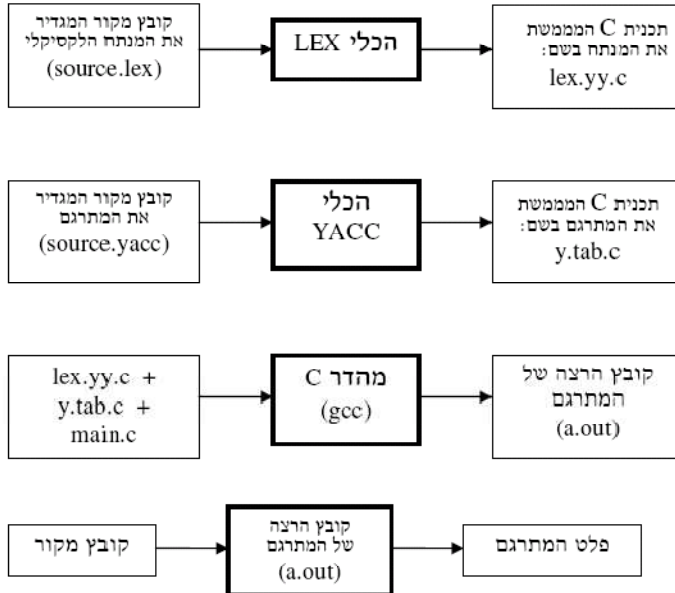 קובץ מקור המגדיר
את המנתח הלקסיקלי
(source.lex)
הכלי LEX
תכנית C המממשת
את המנתח בשם:
lex.yy.c
קובץ מקור המגדיר
את המתרגם
(source.yacc)
הכלי
YACC
תכנית C המממשת
את המתרגם בשם:
y.tab.c
lex.yy.c +
y.tab.c +
main.c
מהדר C
(gcc)
קובץ הרצה של
המתרגם
(a.out)
קובץ מקור
קובץ הרצה
של המתרגם
(a.out)
פלט המתרגם